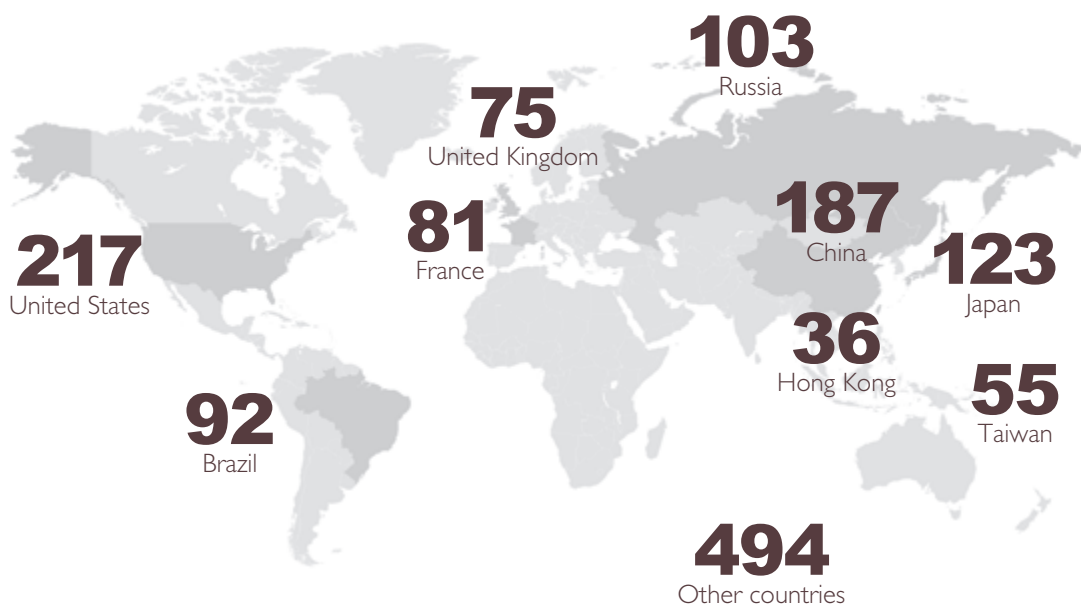 103
Russia
75
United Kingdom
187
China
81
France
217
United States
123
Japan
36
Hong Kong
55
Taiwan
92
Brazil
494
Other countries